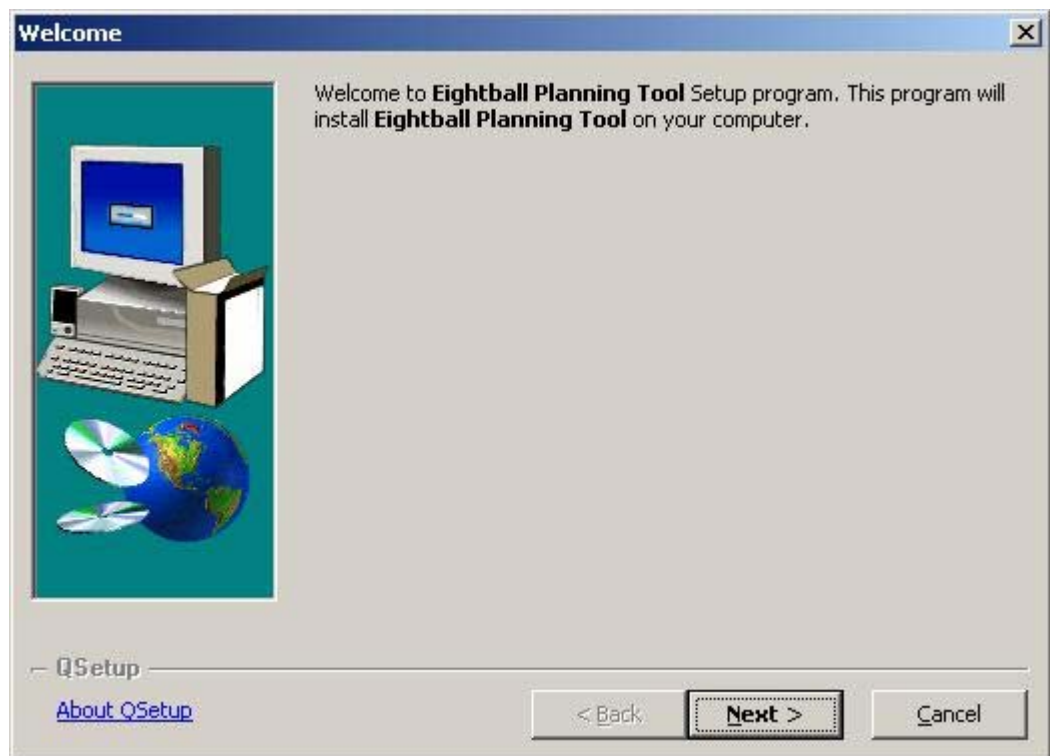 Welcome
Welcome to Eightball Planning Tool Setup program. This program will
install Eightball Planning Tool on your computer.
QSetup
About QSetup
< Back
Next >
Cancel